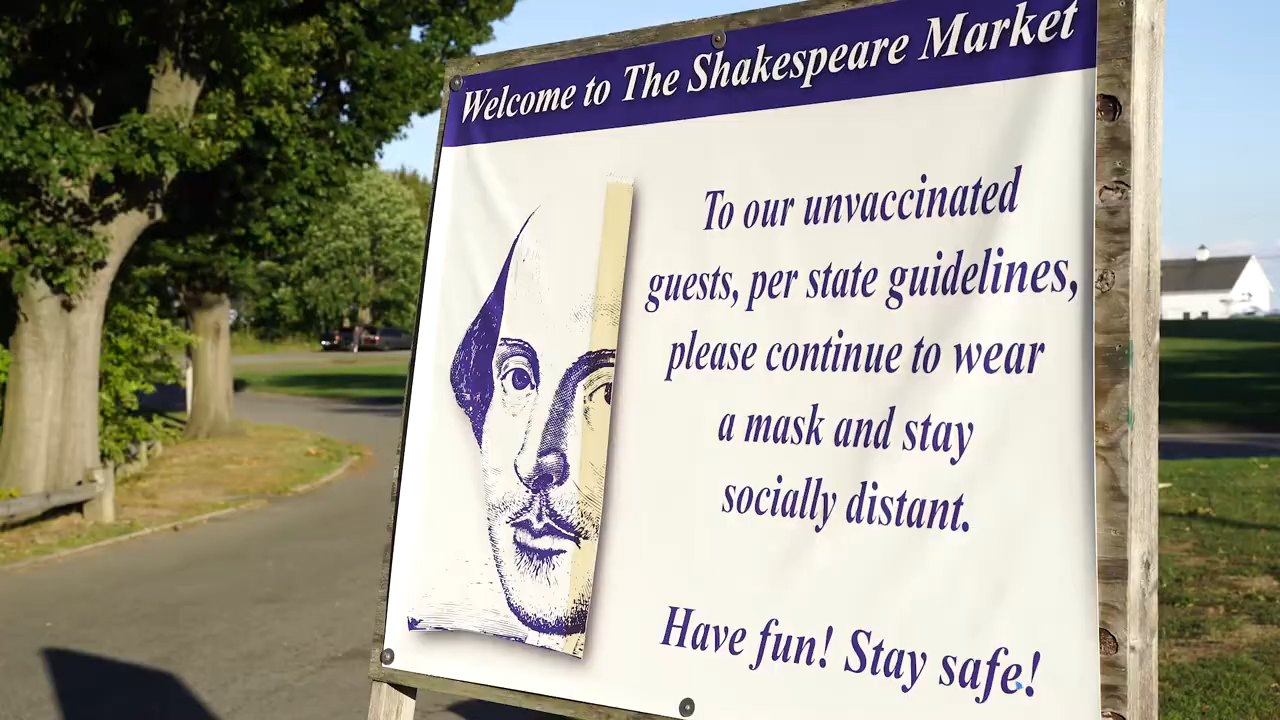 Welcome to The Shakespeare Market
To our unvaccinated
guests, per state guidelines,
please continue to wear
a mask and stay
socially distant.
Have fun! Stay safe!